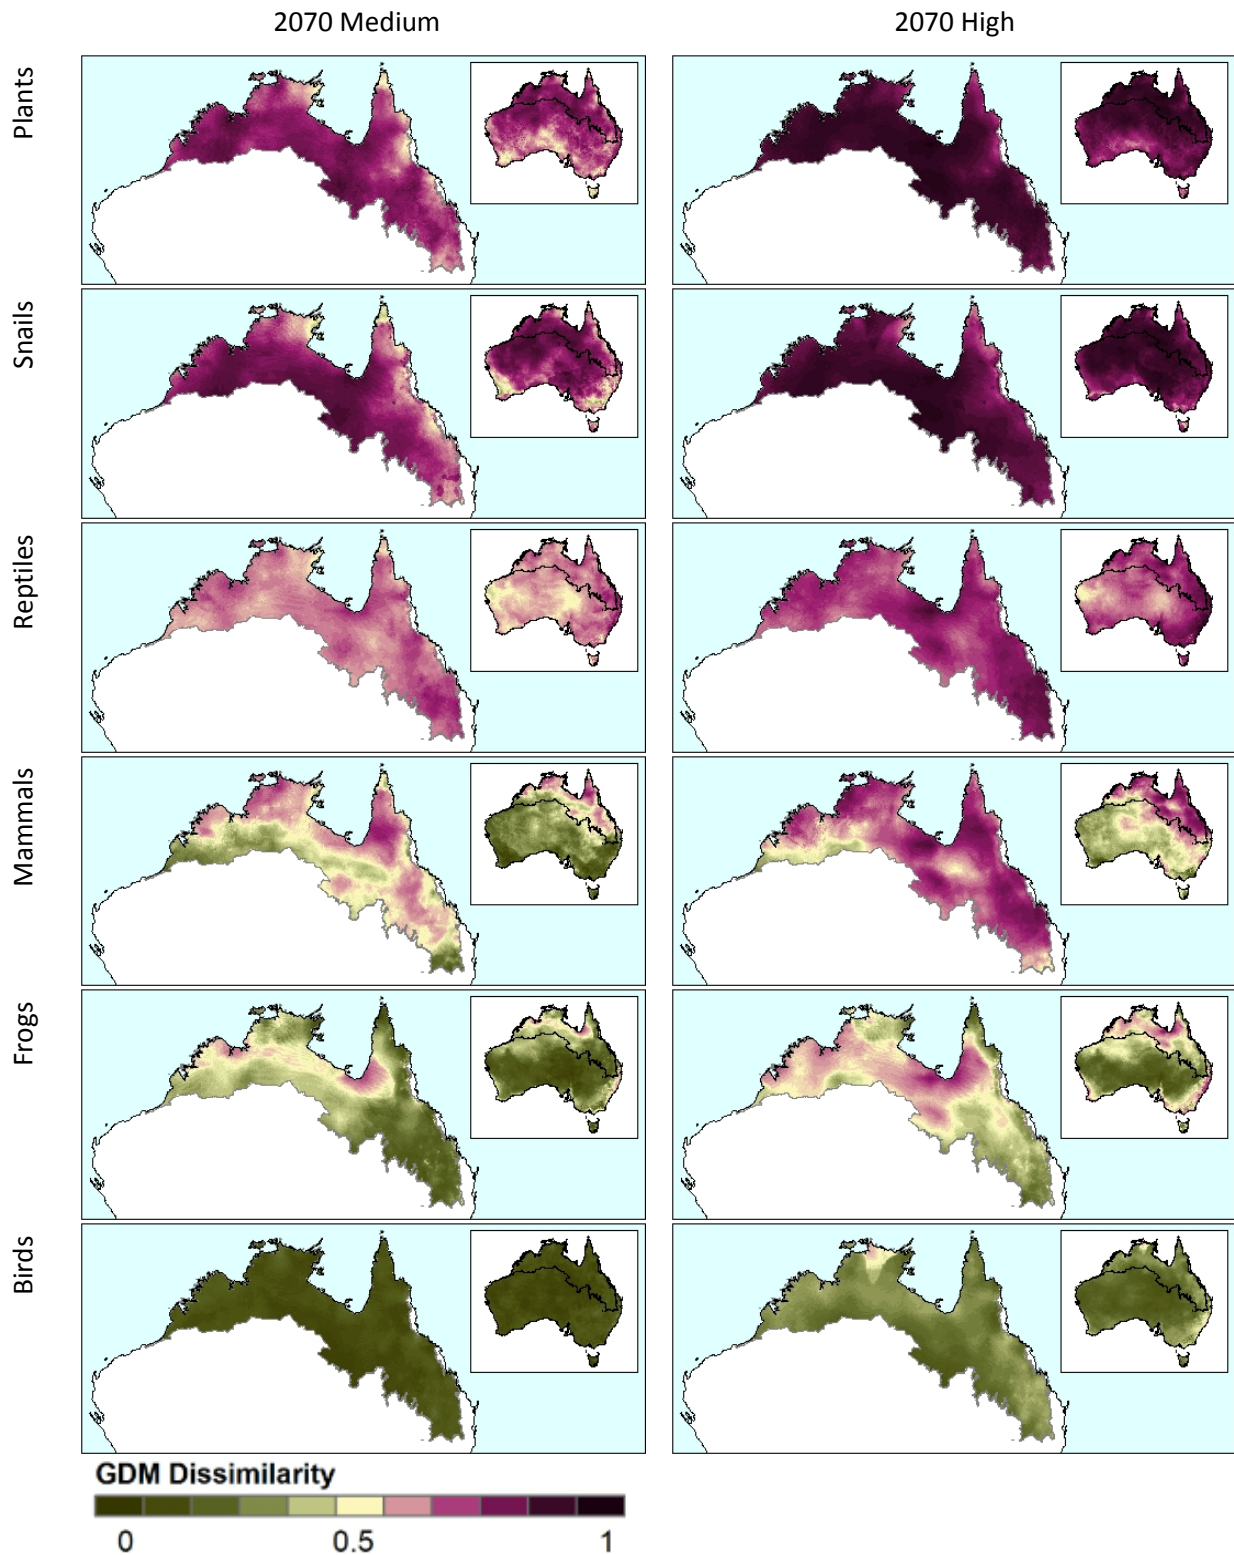 2070 Medium
2070 High
Plants
Snails
Reptiles
Mammals
Frogs
Birds
GDM Dissimilarity
0 0.5 1